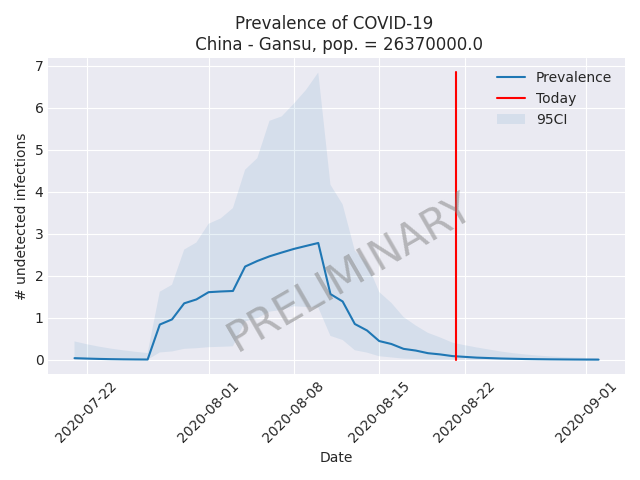 Prevalence of COVID-19
China - Gansu, pop. = 26370000.0
7
6
5
4
3
2
1
0
# undetected infections
Prevalence
Today
95CI
PRELIMINARY
2020-07-22
2020-08-01
2020-08-08
2020-08-15
2020-08-22
2020-09-01
Date